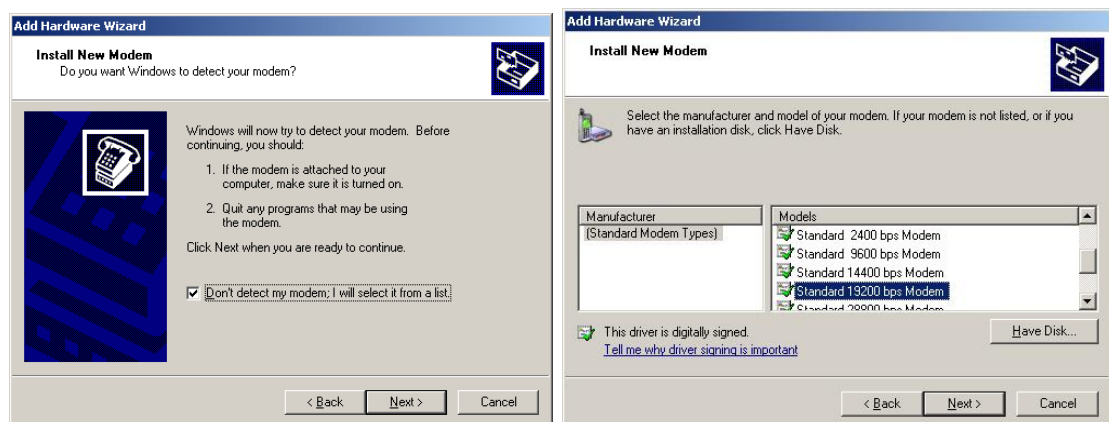 Add Hardware Wizard
Install New Modem
Do you want Windows to detect your modem?
Windows will now try to detect your modem. Before
continuing, you should:
1. If the modem is attached to your
computer, make sure it is turned on.
2. Quit any programs that may be using
the modem.
Click Next when you are ready to continue.
Don't detect my modem; I will select it from a list.
< Back
Next >
Cancel
Add Hardware Wizard
Install New Modem
Select the manufacturer and model of your modem. If your modem is not listed, or if you
have an installation disk, click Have Disk.
Manufacturer
(Standard Modem Types)
Models
Standard 2400 bps Modem
Standard 9600 bps Modem
Standard 14400 bps Modem
Standard 19200 bps Modem
Standard 28800 bps Modem
This driver is digitally signed.
Tell me why driver signing is important
Have Disk...
< Back
Next >
Cancel